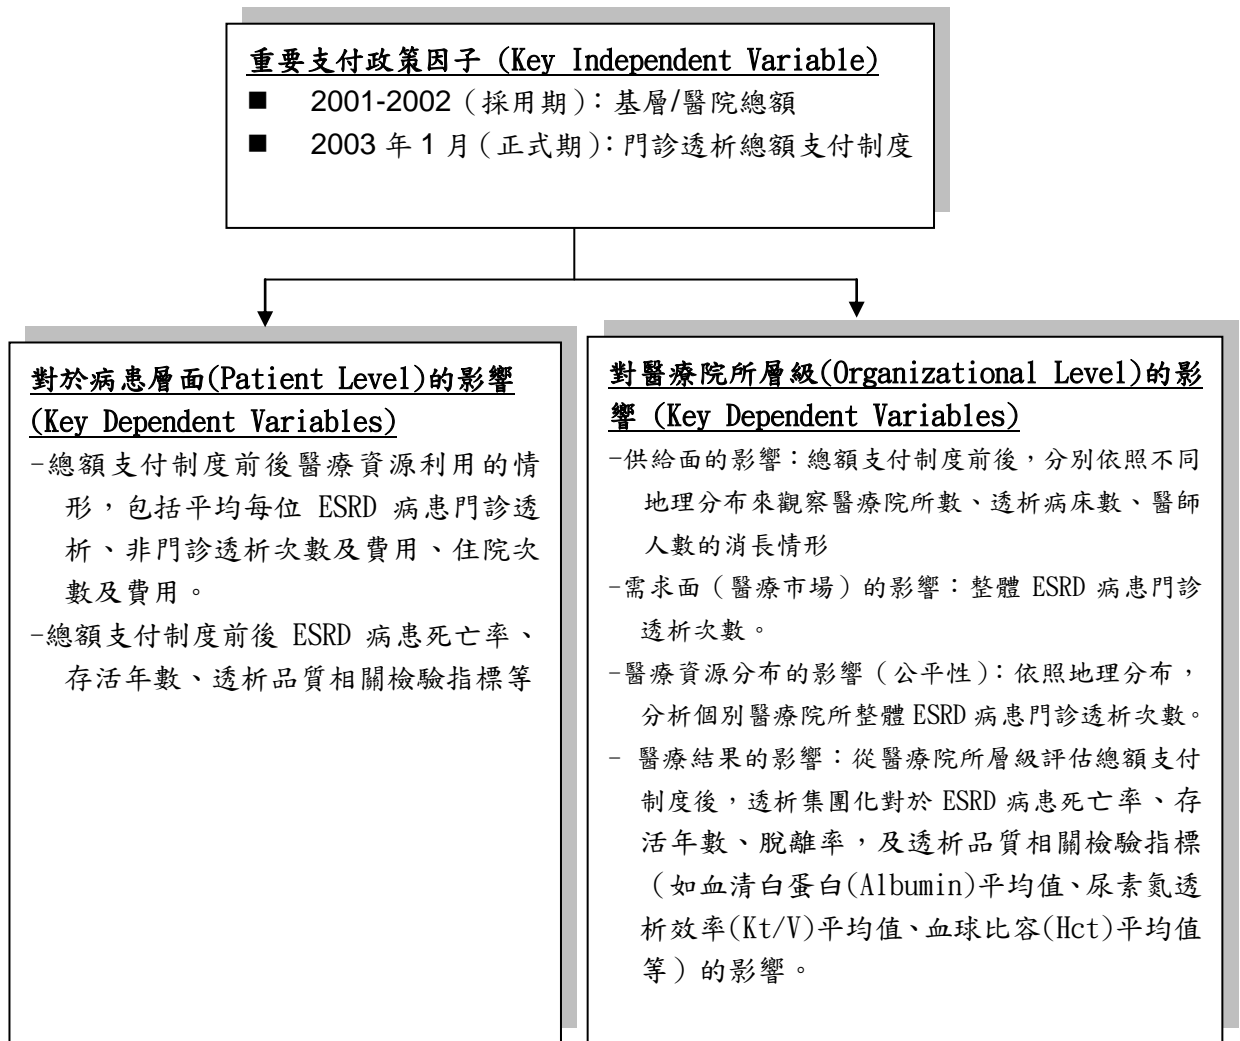 重要支付政策因子 (Key Independent Variable)
■ 2001-2002（採用期）：基層/醫院總額
■ 2003 年 1 月（正式期）：門診透析總額支付制度
對於病患層面(Patient Level)的影響
(Key Dependent Variables)
-總額支付制度前後醫療資源利用的情
形，包括平均每位 ESRD 病患門診透
析、非門診透析次數及費用、住院次
數及費用。
-總額支付制度前後 ESRD 病患死亡率、
存活年數、透析品質相關檢驗指標等
對醫療院所層級(Organizational Level)的影
響 (Key Dependent Variables)
-供給面的影響：總額支付制度前後，分別依照不同
地理分布來觀察醫療院所數、透析病床數、醫師
人數的消長情形
-需求面（醫療市場）的影響：整體 ESRD 病患門診
透析次數。
-醫療資源分布的影響（公平性）：依照地理分布，
分析個別醫療院所整體 ESRD 病患門診透析次數。
- 醫療結果的影響：從醫療院所層級評估總額支付
制度後，透析集團化對於 ESRD 病患死亡率、存
活年數、脫離率，及透析品質相關檢驗指標
（如血清白蛋白(Albumin)平均值、尿素氮透
析效率(Kt/V)平均值、血球比容(Hct)平均值
等）的影響。